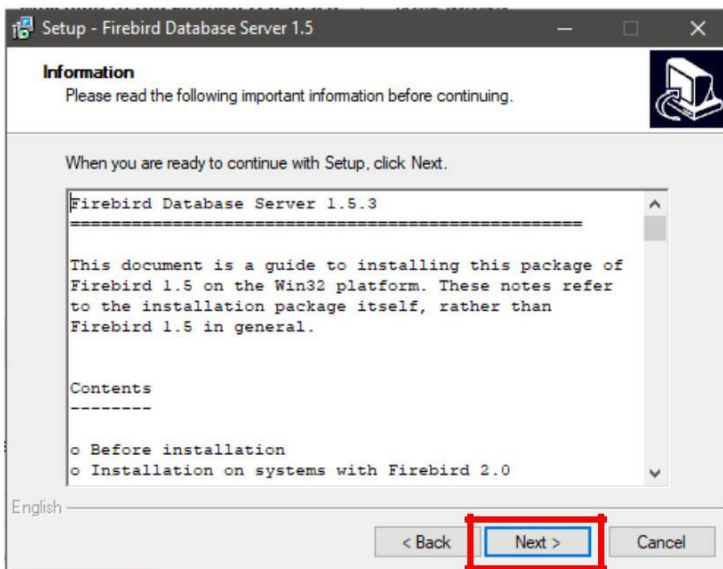 Setup - Firebird Database Server 1.5
Information
Please read the following important information before continuing.
When you are ready to continue with Setup, click Next.
Firebird Database Server 1.5.3
==================================================
This document is a guide to installing this package of
Firebird 1.5 on the Win32 platform. These notes refer
to the installation package itself, rather than
Firebird 1.5 in general.
Contents
--------
o Before installation
o Installation on systems with Firebird 2.0
English
< Back
Next >
Cancel